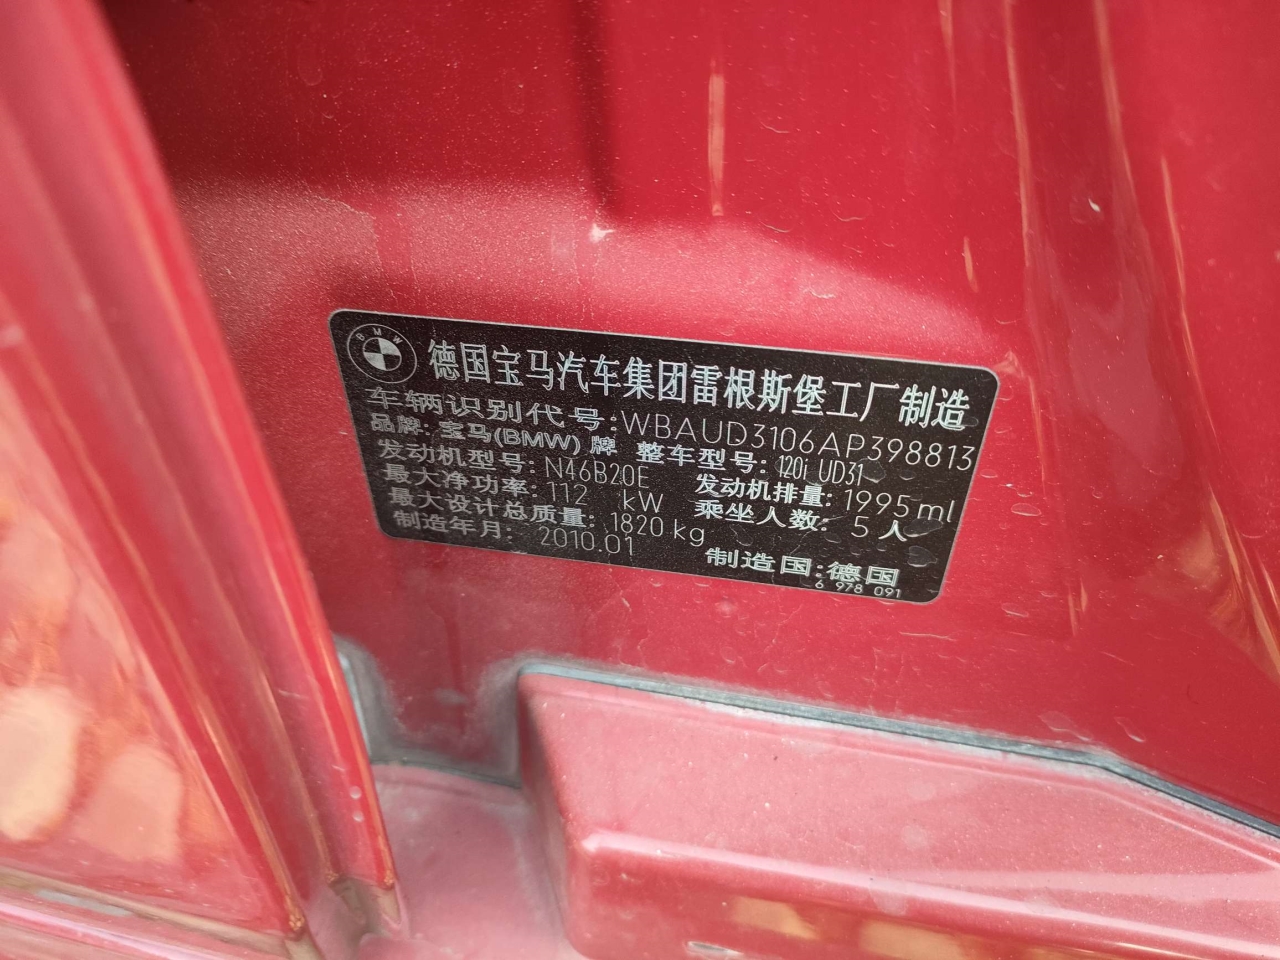 BMW
德国宝马汽车集团雷根斯堡工厂制造
车辆识别代号:WBAUD3106AP398813
品牌:宝马(BMW)牌 整车型号:120i UD31
发动机型号:N46B20E 发动机排量:1995ml
最大净功率:112 kW 乘坐人数:5人
最大设计总质量:1820kg
制造年月:2010.01 制造国:德国
6 978 091